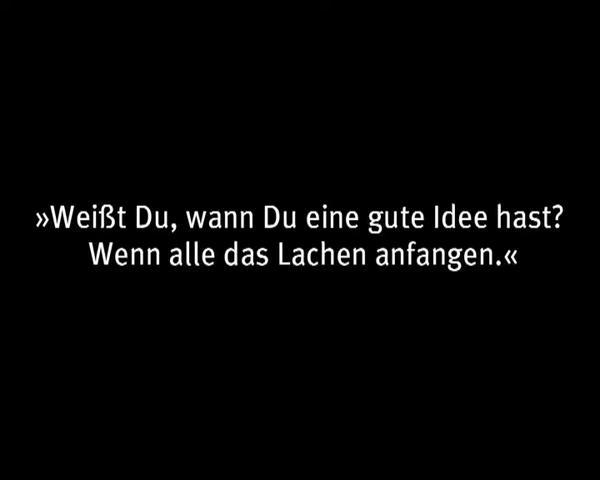 »Weißt Du, wann Du eine gute Idee hast?
Wenn alle das Lachen anfangen.«